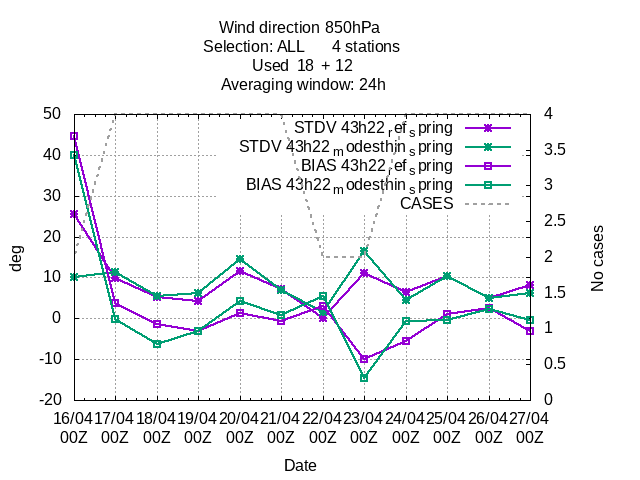 Wind direction 850hPa
Selection: ALL 4 stations
Used 18 + 12
Averaging window: 24h
50
40
30
20
10
0
-10
-20
deg
4
3.5
3
2.5
2
1.5
1
0.5
0
No cases
STDV 43h22_ref_spring
STDV 43h22_modesthin_spring
BIAS 43h22_ref_spring
BIAS 43h22_modesthin_spring
CASES
16/04 17/04 18/04 19/04 20/04 21/04 22/04 23/04 24/04 25/04 26/04 27/04
00Z 00Z 00Z 00Z 00Z 00Z 00Z 00Z 00Z 00Z 00Z 00Z
Date